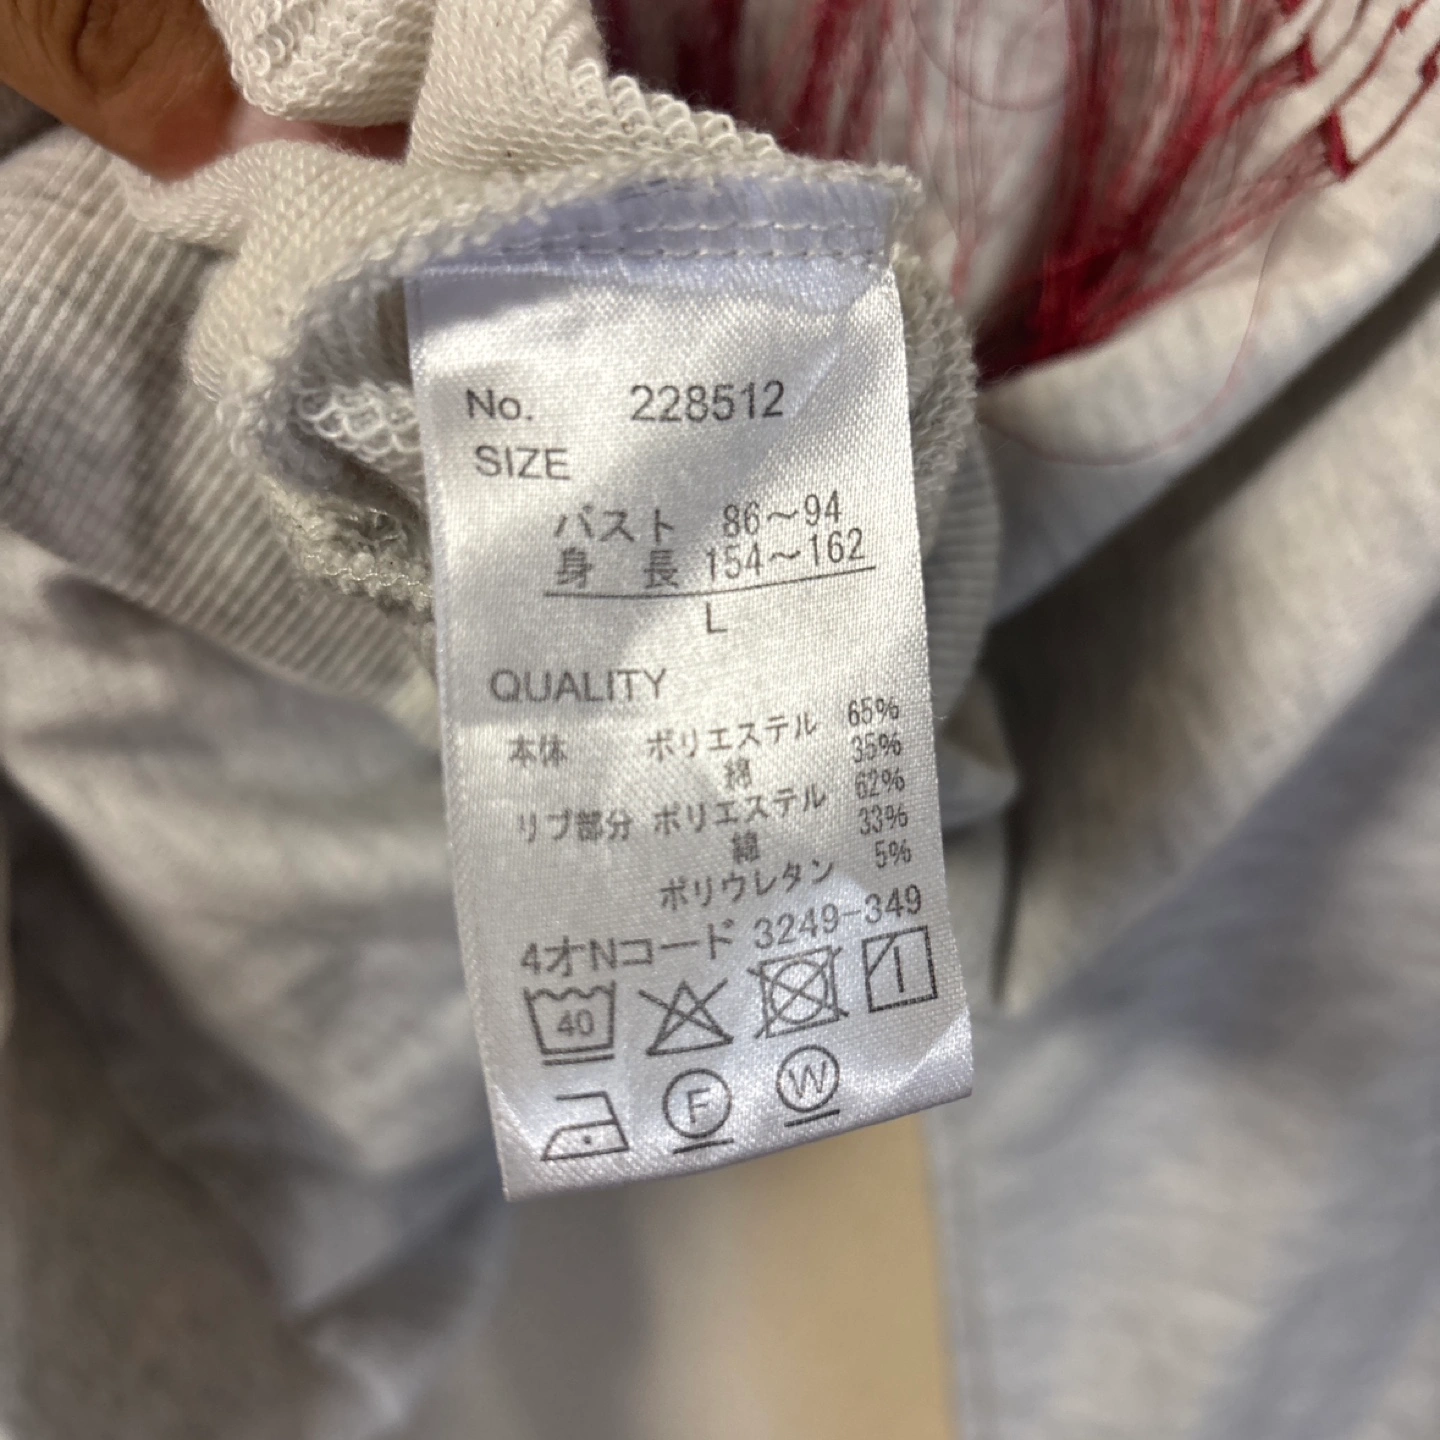 No. 228512
SIZE
バスト 86～94
身 長 154～162
L
QUALITY
本体 ポリエステル 65%
綿 35%
リブ部分 ポリエステル 62%
綿 33%
ポリウレタン 5%
4オNコード 3249-349
40
F W